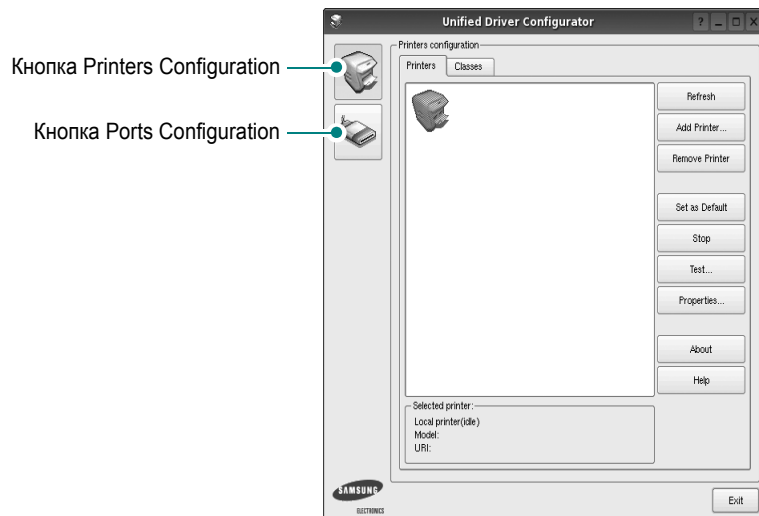 Unified Driver Configurator
Кнопка Printers Configuration
Кнопка Ports Configuration
Printers configuration
Printers
Classes
Refresh
Add Printer...
Remove Printer
Set as Default
Stop
Test...
Properties...
About
Help
Selected printer:
Local printer(idle)
Model:
URI:
SAMSUNG
ELECTRONICS
Exit